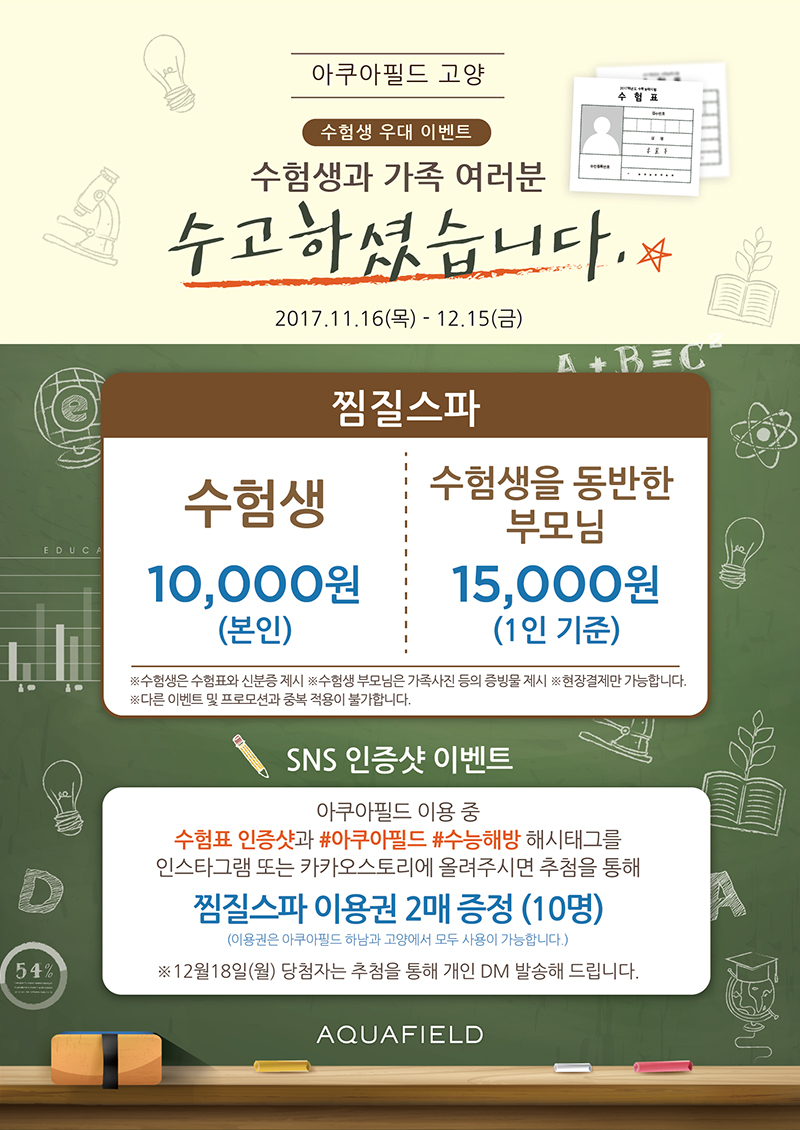 아쿠아필드 고양
수험생 우대 이벤트
수험생과 가족 여러분
수고하셨습니다.
수 험 표
2017.11.16(목) - 12.15(금)
A+B=C²
e
찜질스파
수험생
10,000원
(본인)
수험생을 동반한
부모님
15,000원
(1인 기준)
EDUCA
※수험생은 수험표와 신분증 제시 ※수험생 부모님은 가족사진 등의 증빙물 제시 ※현장결제만 가능합니다.
※다른 이벤트 및 프로모션과 중복 적용이 불가합니다.
SNS 인증샷 이벤트
아쿠아필드 이용 중
수험표 인증샷과 #아쿠아필드 #수능해방 해시태그를
인스타그램 또는 카카오스토리에 올려주시면 추첨을 통해
찜질스파 이용권 2매 증정 (10명)
(이용권은 아쿠아필드 하남과 고양에서 모두 사용이 가능합니다.)
※12월18일(월) 당첨자는 추첨을 통해 개인 DM 발송해 드립니다.
D
A
54%
AQUAFIELD